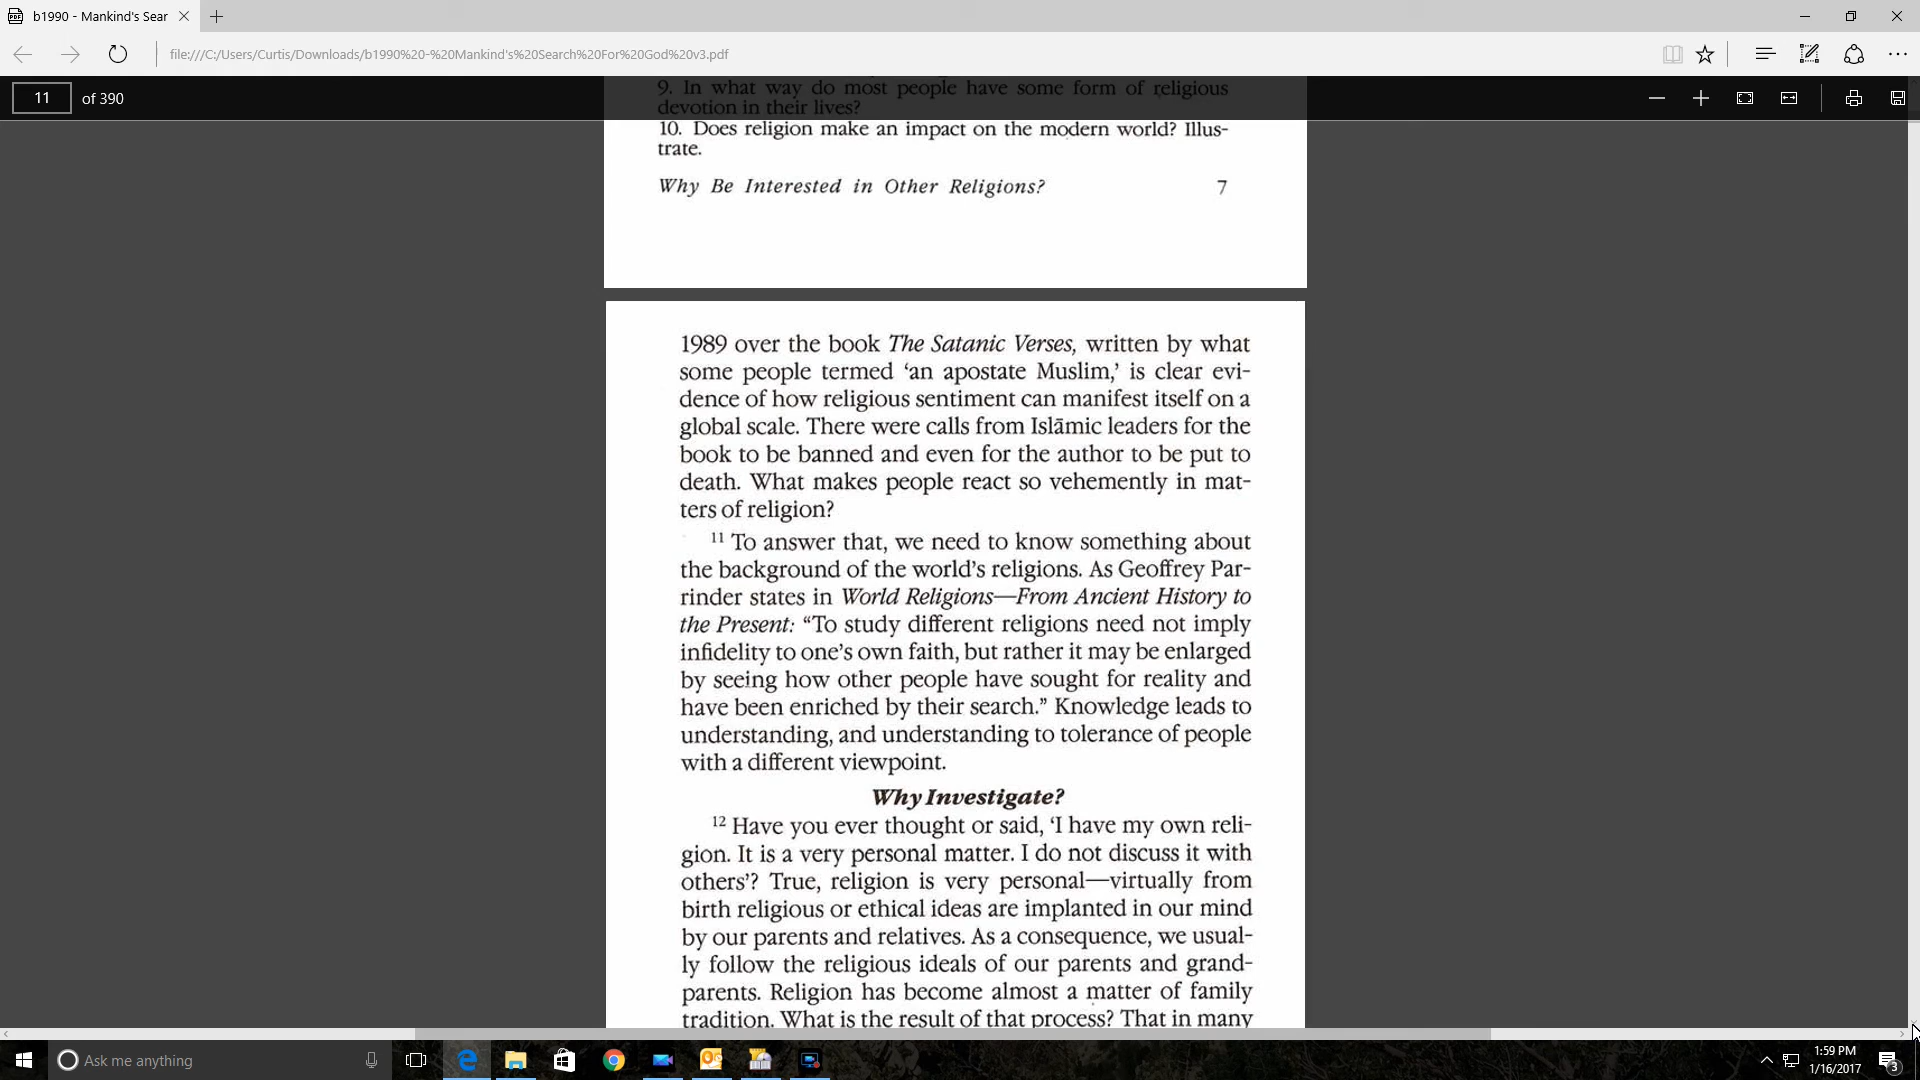 b1990 - Mankind's Sear
file:///C:/Users/Curtis/Downloads/b1990%20-%20Mankind's%20Search%20For%20God%20v3.pdf
11 of 390
9. In what way do most people have some form of religious
devotion in their lives?
10. Does religion make an impact on the modern world? Illus-
trate.
Why Be Interested in Other Religions? 7
1989 over the book The Satanic Verses, written by what
some people termed ‘an apostate Muslim,’ is clear evi-
dence of how religious sentiment can manifest itself on a
global scale. There were calls from Islāmic leaders for the
book to be banned and even for the author to be put to
death. What makes people react so vehemently in mat-
ters of religion?
11 To answer that, we need to know something about
the background of the world’s religions. As Geoffrey Par-
rinder states in World Religions—From Ancient History to
the Present: “To study different religions need not imply
infidelity to one’s own faith, but rather it may be enlarged
by seeing how other people have sought for reality and
have been enriched by their search.” Knowledge leads to
understanding, and understanding to tolerance of people
with a different viewpoint.
Why Investigate?
12 Have you ever thought or said, ‘I have my own reli-
gion. It is a very personal matter. I do not discuss it with
others’? True, religion is very personal—virtually from
birth religious or ethical ideas are implanted in our mind
by our parents and relatives. As a consequence, we usual-
ly follow the religious ideals of our parents and grand-
parents. Religion has become almost a matter of family
tradition. What is the result of that process? That in many
Ask me anything
1:59 PM
1/16/2017
3